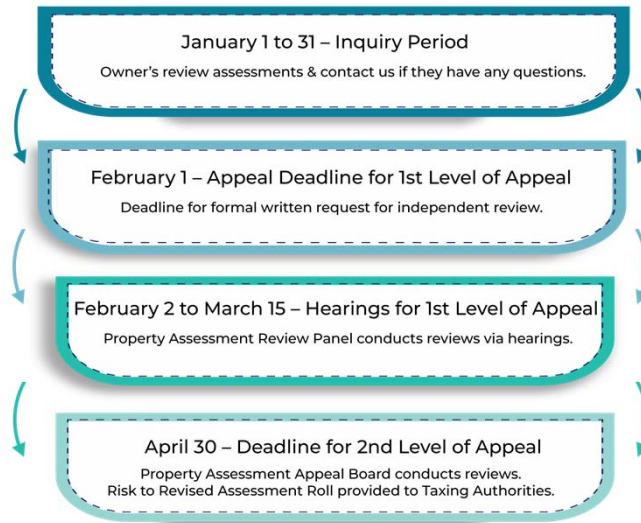 January 1 to 31 – Inquiry Period
Owner's review assessments & contact us if they have any questions.
February 1 – Appeal Deadline for 1st Level of Appeal
Deadline for formal written request for independent review.
February 2 to March 15 – Hearings for 1st Level of Appeal
Property Assessment Review Panel conducts reviews via hearings.
April 30 – Deadline for 2nd Level of Appeal
Property Assessment Appeal Board conducts reviews.
Risk to Revised Assessment Roll provided to Taxing Authorities.